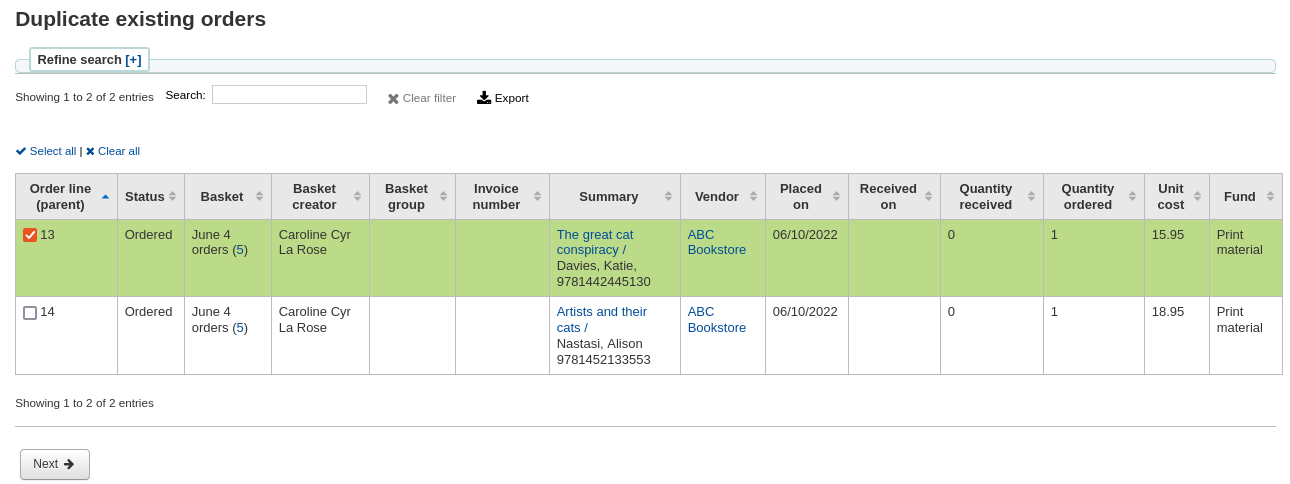 Duplicate existing orders
Refine search [+]
Showing 1 to 2 of 2 entries Search: Clear filter Export
Select all | Clear all
Order line (parent) Status Basket Basket creator Basket group Invoice number Summary Vendor Placed on Received on Quantity received Quantity ordered Unit cost Fund
13 Ordered June 4 Caroline Cyr The great cat ABC 06/10/2022 0 1 15.95 Print
orders (5) La Rose conspiracy / Bookstore material
Davies, Katie,
9781442445130
14 Ordered June 4 Caroline Cyr Artists and their ABC 06/10/2022 0 1 18.95 Print
orders (5) La Rose cats / Bookstore material
Nastasi, Alison
9781452133553
Showing 1 to 2 of 2 entries
Next